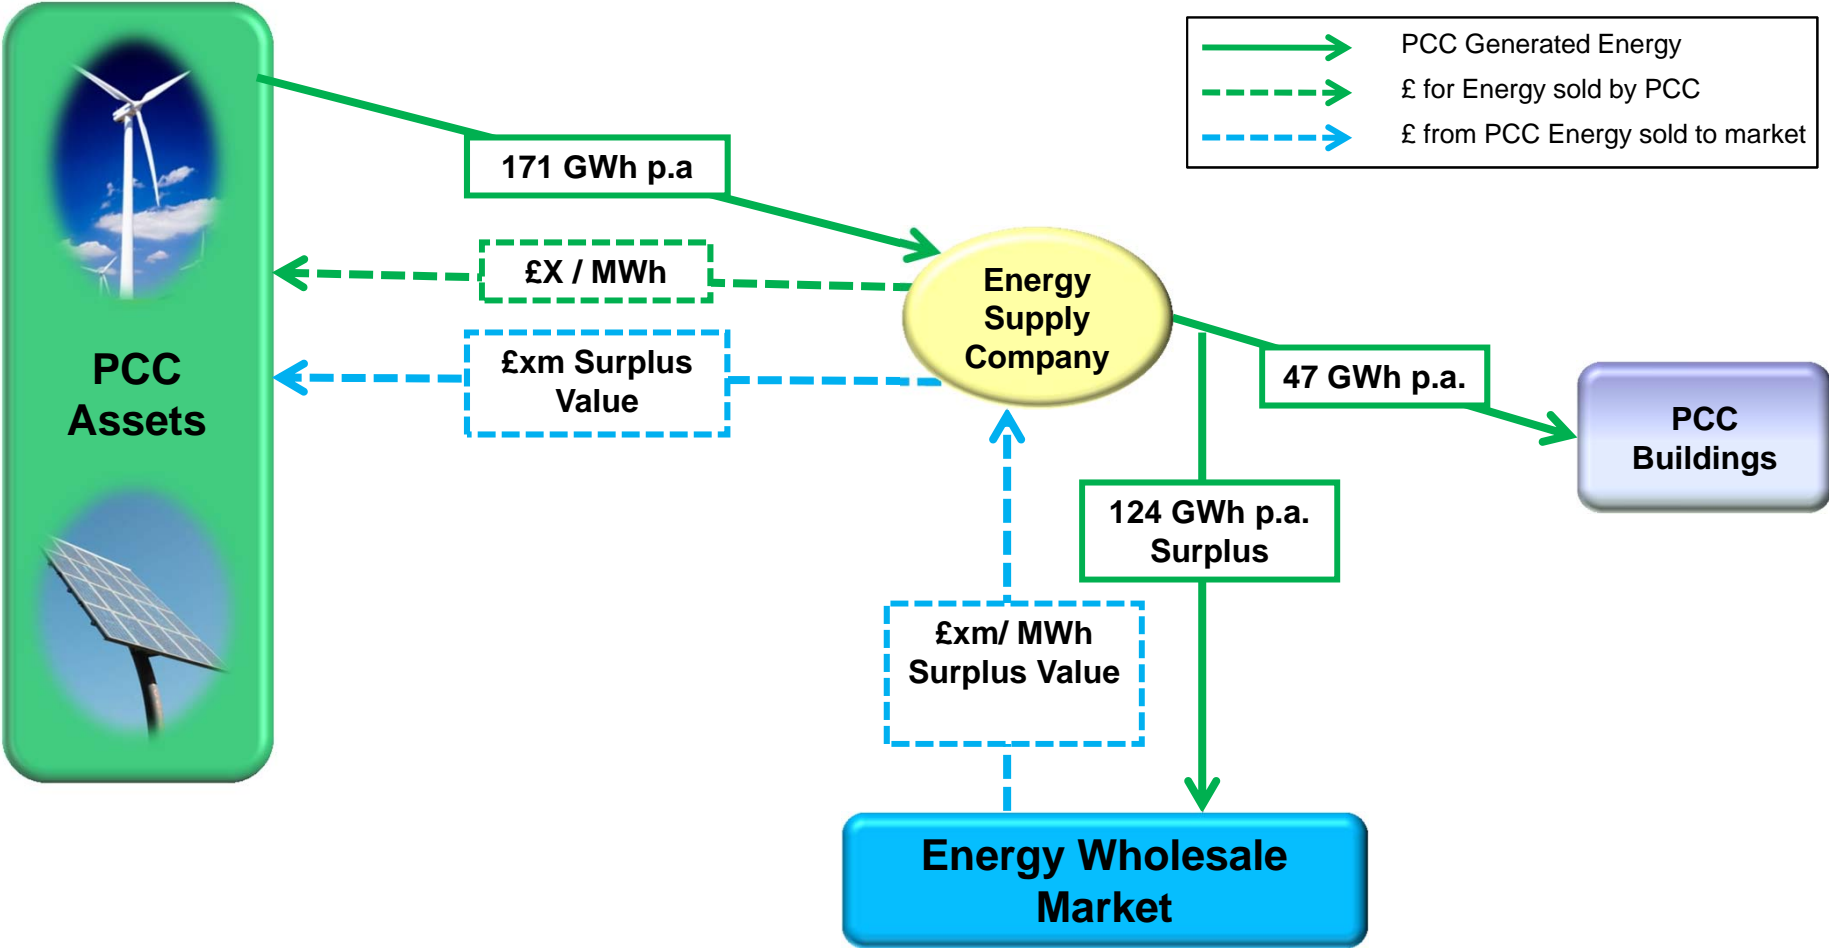 PCC Generated Energy
£ for Energy sold by PCC
£ from PCC Energy sold to market
171 GWh p.a
£X / MWh
£xm Surplus
Value
PCC
Assets
Energy
Supply
Company
47 GWh p.a.
PCC
Buildings
124 GWh p.a.
Surplus
£xm/ MWh
Surplus Value
Energy Wholesale
Market